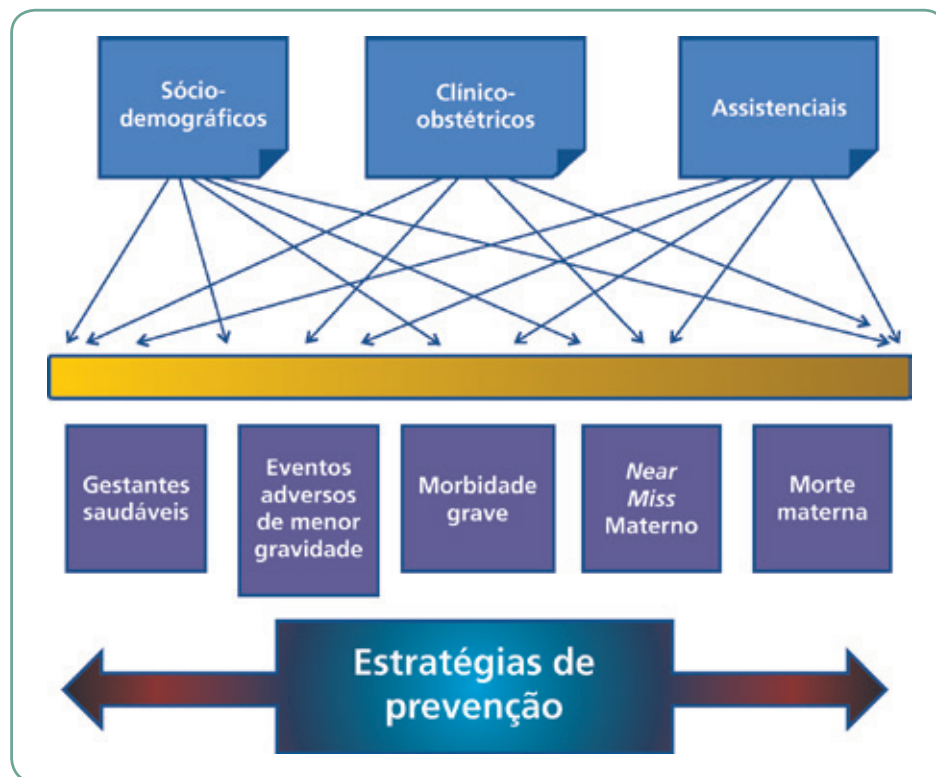 Sócio-
demográficos
Clínico-
obstétricos
Assistenciais
Gestantes
saudáveis
Eventos
adversos
de menor
gravidade
Morbidade
grave
Near
Miss
Materno
Morte
materna
Estratégias de
prevenção